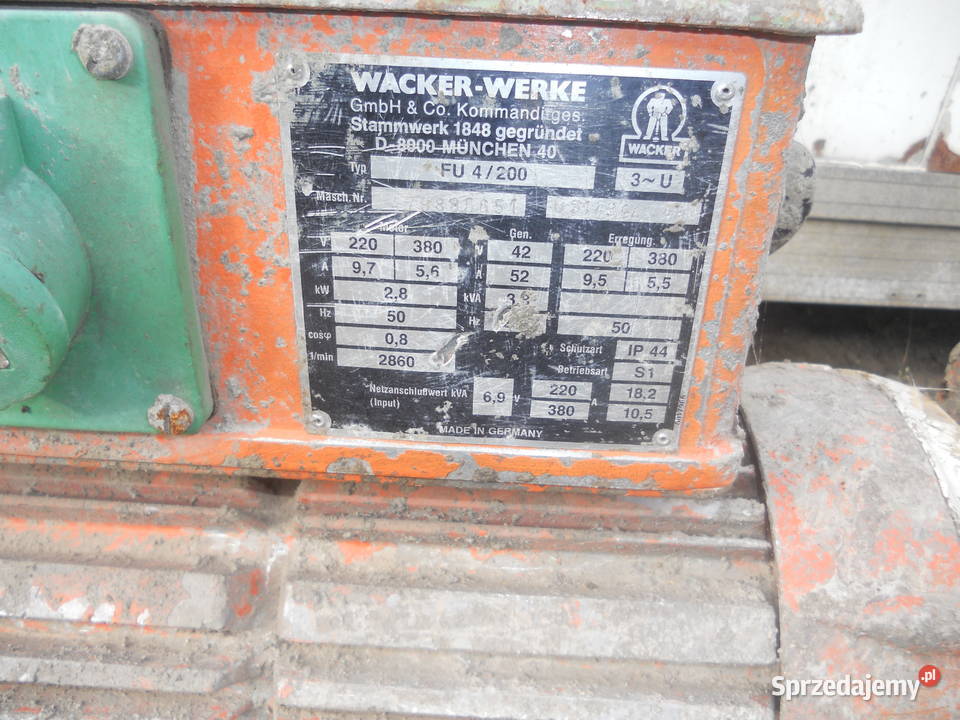 WACKER-WERKE
GmbH & Co. Kommanditges.
Stammwerk 1848 gegründet
D-8000 MÜNCHEN 40
WACKER
Typ FU 4/200 3~U
Masch. Nr.
Motor Gen. Erregung.
V 220 380 V 42 220 380
A 9,7 5,6 A 52 9,5 5,5
kW 2,8 kVA
Hz 50 Hz 50
cosφ 0,8 Schutzart IP 44
1/min 2860 Betriebsart S1
Netzanschlußwert kVA 6,9 V 220 A 18,2
(Input) 380 10,5
MADE IN GERMANY
Sprzedajemy.pl